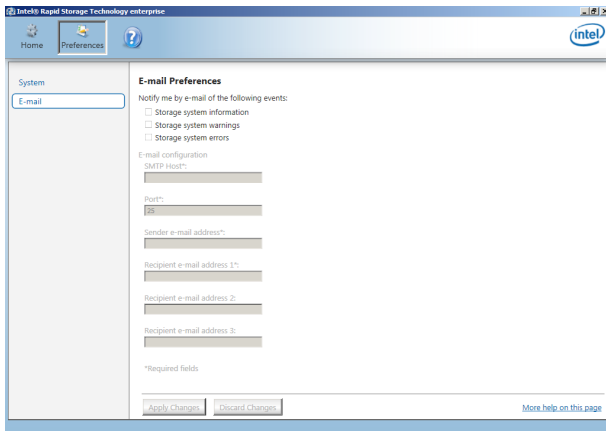 Intel® Rapid Storage Technology enterprise
Home
Preferences
?
intel
System
E-mail
E-mail Preferences
Notify me by e-mail of the following events:
Storage system information
Storage system warnings
Storage system errors
E-mail configuration
SMTP Host*:
Port*:
25
Sender e-mail address*:
Recipient e-mail address 1*:
Recipient e-mail address 2:
Recipient e-mail address 3:
*Required fields
Apply Changes
Discard Changes
More help on this page